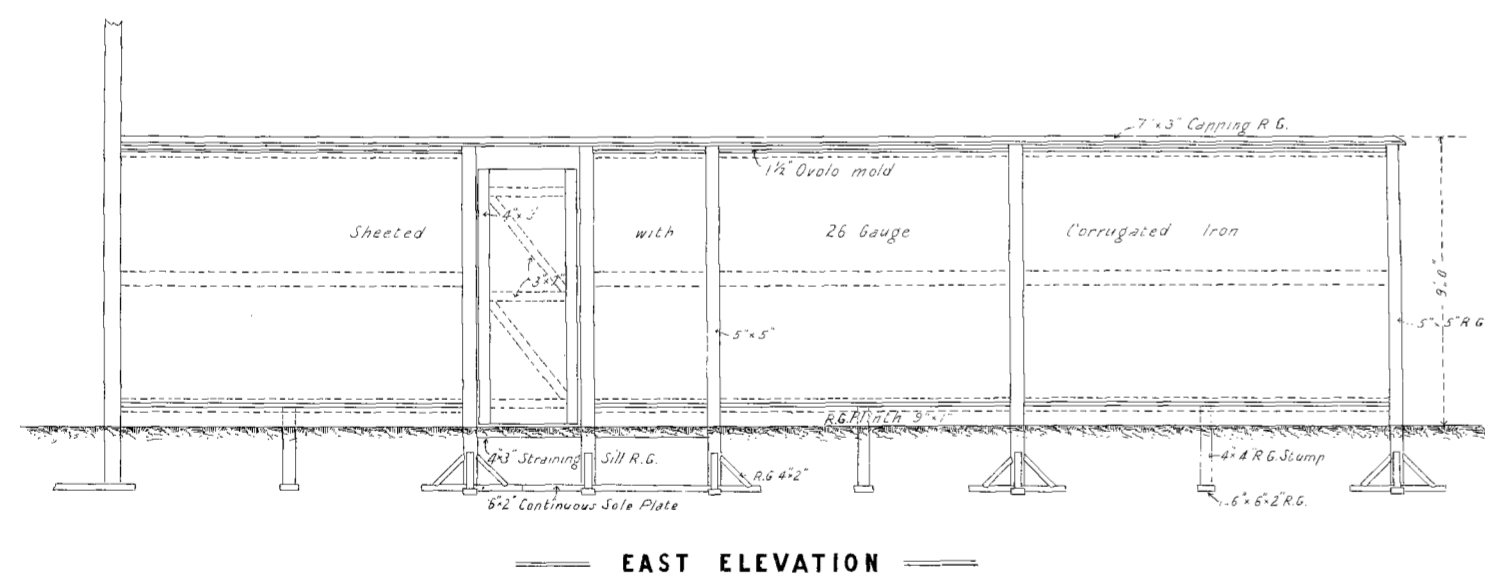 7"×3" Capping R.G.
1½" Ovolo mold
4"×3"
Sheeted with 26 Gauge Corrugated Iron
9'.0"
5"×5"
5"×5" R.G
R.G. Plinth 9"×1"
4"×3" Straining Sill R.G.
R.G 4"×2"
4"×4" R.G. Stump
6"×2" Continuous Sole Plate
6"×6"×2" R.G.
EAST ELEVATION